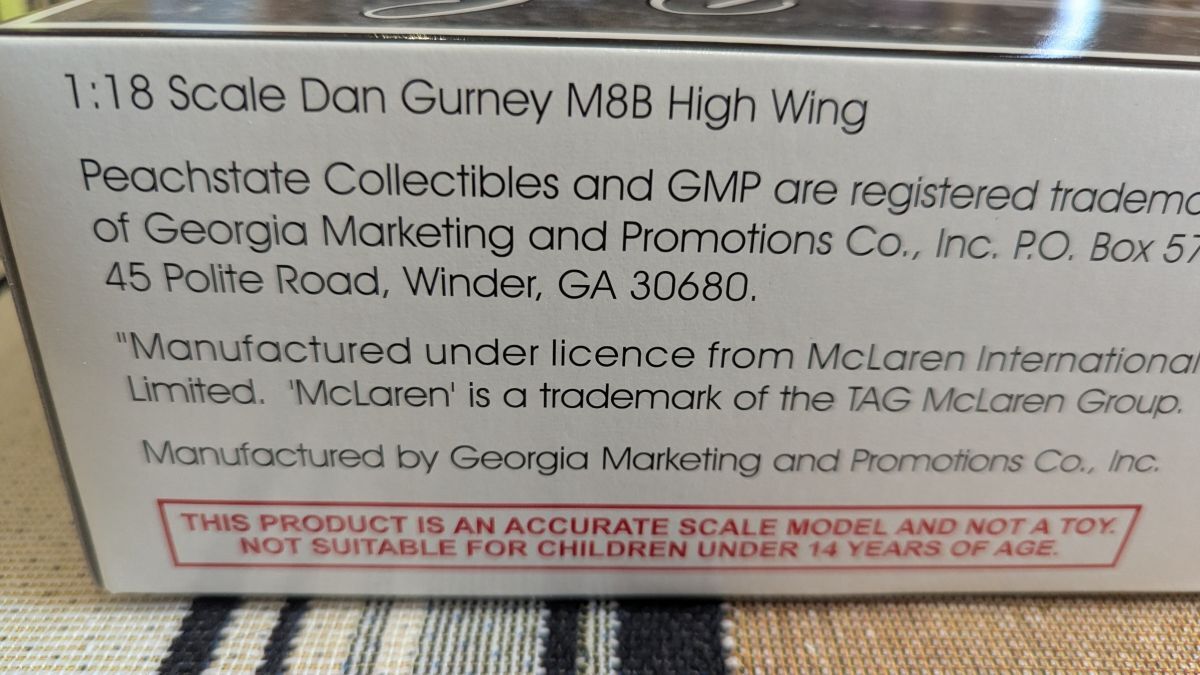 1:18 Scale Dan Gurney M8B High Wing
Peachstate Collectibles and GMP are registered
of Georgia Marketing and Promotions Co., Inc. P.O. Box
45 Polite Road, Winder, GA 30680.
"Manufactured under licence from McLaren International
Limited. 'McLaren' is a trademark of the TAG McLaren Group.
Manufactured by Georgia Marketing and Promotions Co., Inc.
THIS PRODUCT IS AN ACCURATE SCALE MODEL AND NOT A TOY.
NOT SUITABLE FOR CHILDREN UNDER 14 YEARS OF AGE.